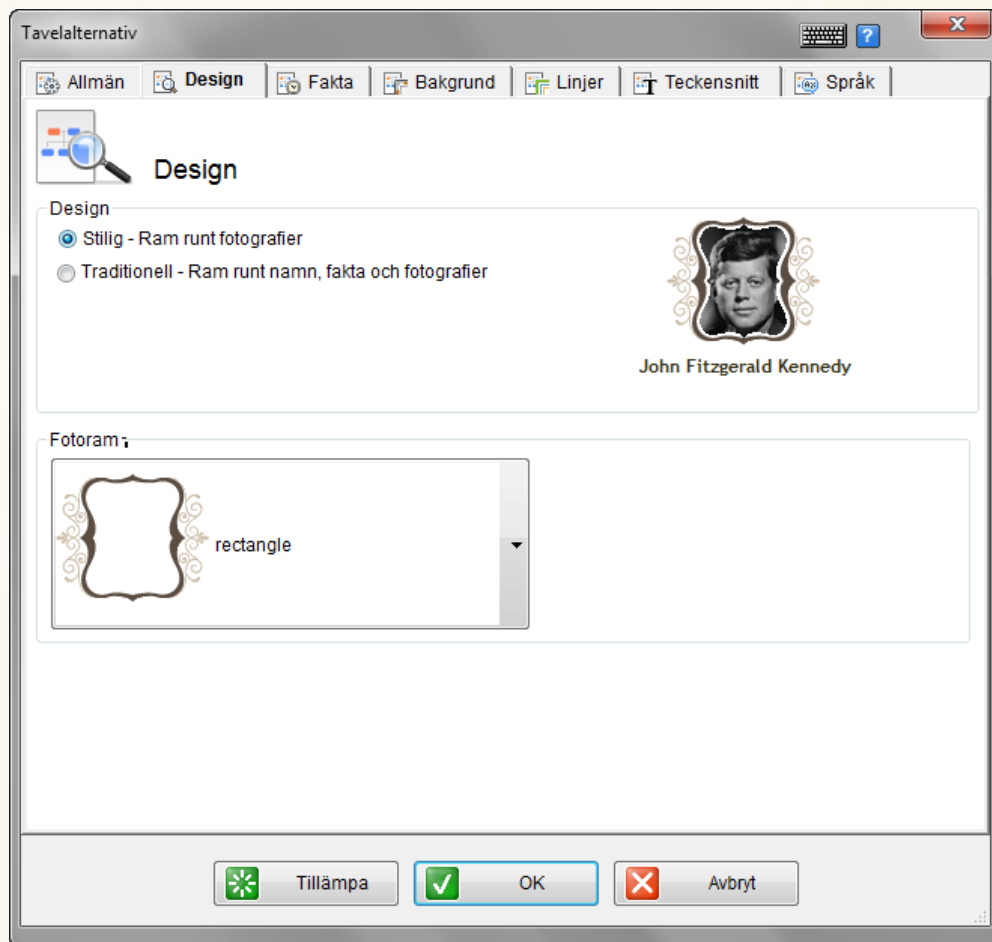 Tavelalternativ
Allmän Design Fakta Bakgrund Linjer Teckensnitt Språk
Design
Design
Stilig - Ram runt fotografier
Traditionell - Ram runt namn, fakta och fotografier
John Fitzgerald Kennedy
Fotoram
rectangle
Tillämpa OK Avbryt